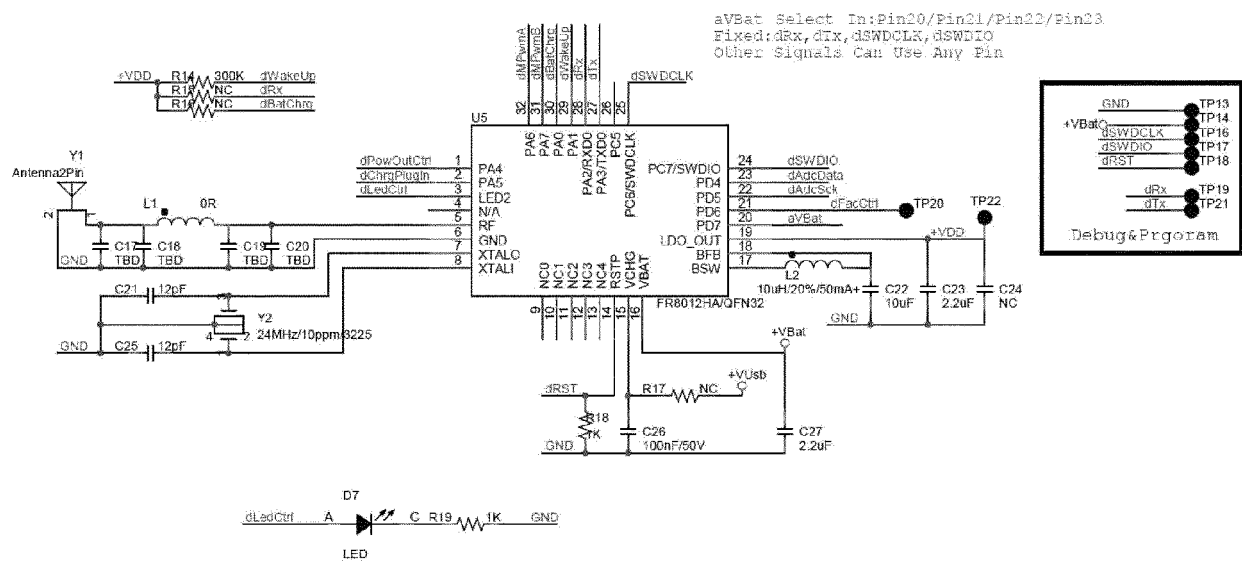 aVBat Select In:Pin20/Pin21/Pin22/Pin23
Fixed:dRx,dTx,dSWDCLK,dSWDIO
Other Signals Can Use Any Pin
+VDD R14 300K dWakeUp
R15 NC dRx
R16 NC dBatChrg
dMPwmA
dMPwmB
dBatChrg
dWakeUp
dRx
dTx
dSWDCLK
32 31 30 29 28 27 26 25
U5
PA6
PA7
PA0
PA1
PA2/RXD0
PA3/TXD0
PC5
PC6/SWDCLK
GND TP13
+VBat TP14
dSWDCLK TP16
dSWDIO TP17
dRST TP18
dRx TP19
dTx TP21
Debug&Prgoram
Y1
Antenna2Pin
2 1
L1 0R
C17 TBD
C18 TBD
C19 TBD
C20 TBD
GND
dPowOutCtrl 1 PA4
dChrgPlugIn 2 PA5
dLedCtrl 3 LED2
4 N/A
5 RF
6 GND
7 XTALO
8 XTALI
PC7/SWDIO 24 dSWDIO
PD4 23 dAdcData
PD5 22 dAdcSck
PD6 21 dFacCtrl TP20
PD7 20 aVBat
LDO_OUT 19 +VDD TP22
BFB 18
BSW 17
L2
10uH/20%/50mA+
C22 10uF
C23 2.2uF
C24 NC
GND
C21 12pF
Y2
4 2 24MHz/10ppm/3225
GND C25 12pF
NC0
NC1
NC2
NC3
NC4
RSTP
VCHG
VBAT
FR8012HA/QFN32
9 10 11 12 13 14 15 16
+VBat
dRST R17 NC +VUsb
R18
1K
GND
C26
100nF/50V
C27
2.2uF
D7
dLedCtrl A C R19 1K GND
LED